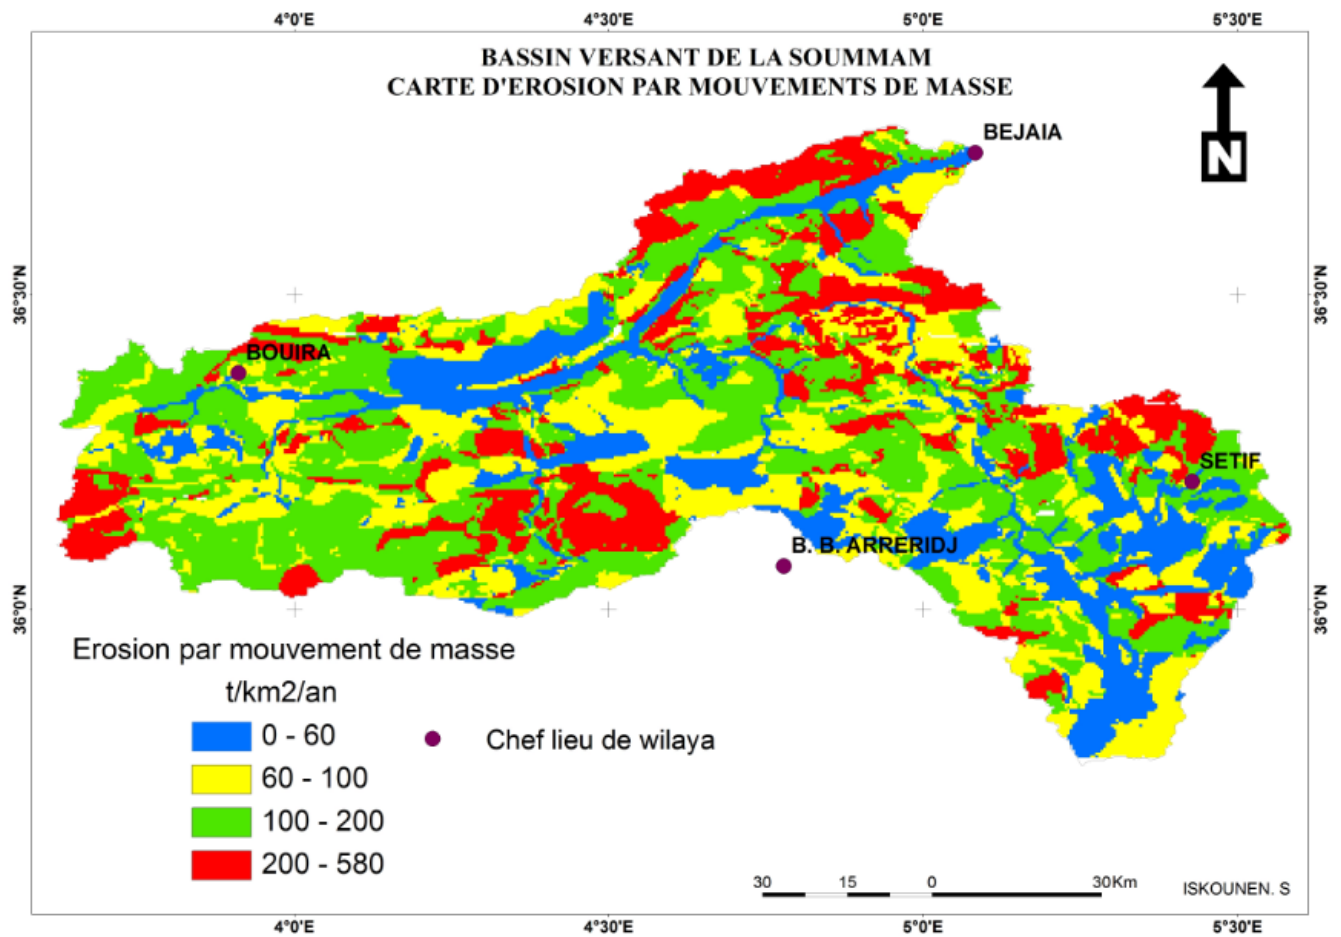 4°0'E 4°30'E 5°0'E 5°30'E
BASSIN VERSANT DE LA SOUMMAM
CARTE D'EROSION PAR MOUVEMENTS DE MASSE
N
BEJAIA
36°30'N 36°30'N
BOUIRA
SETIF
B. B. ARRERIDJ
36°0'N 36°0'N
Erosion par mouvement de masse
t/km2/an
0 - 60
60 - 100
100 - 200
200 - 580
Chef lieu de wilaya
30 15 0 30Km
ISKOUNEN. S
4°0'E 4°30'E 5°0'E 5°30'E